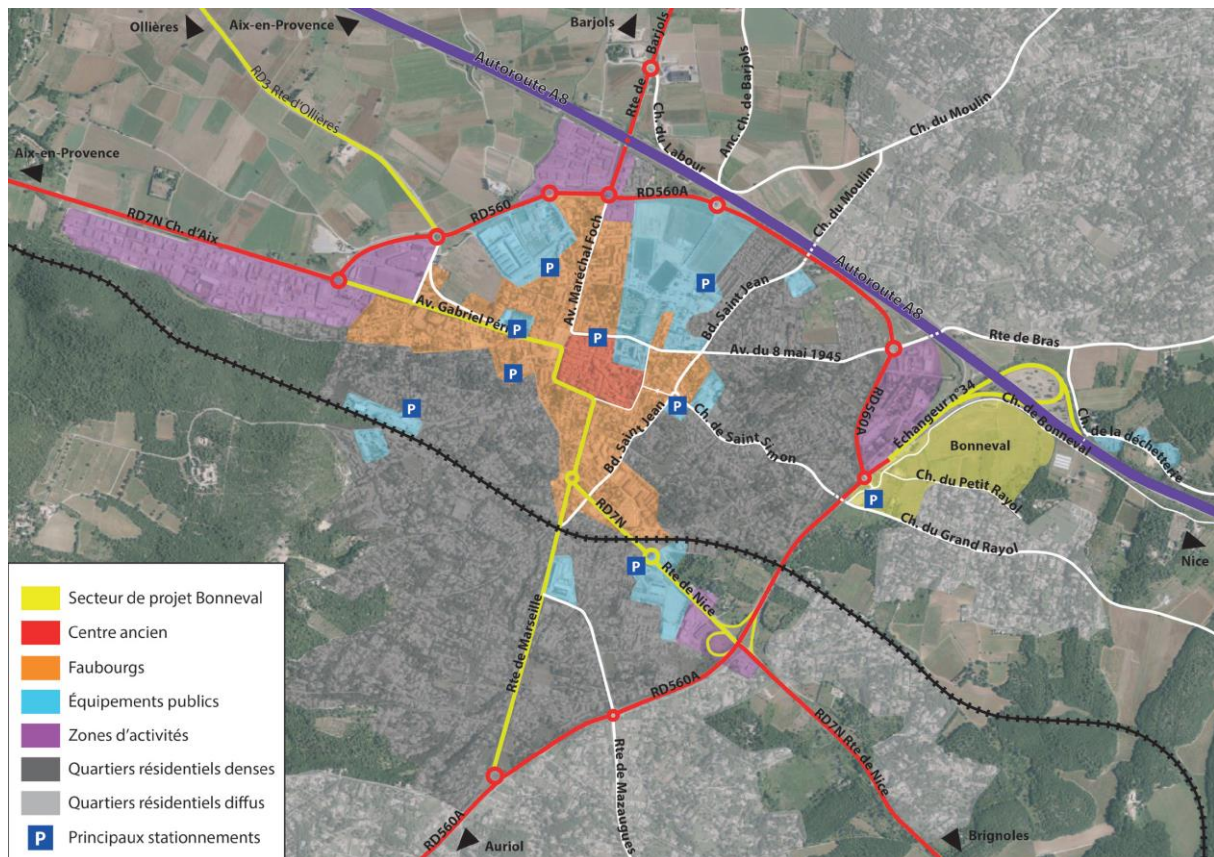 Ollières
Aix-en-Provence
Barjols
Rte de Barjols
Autoroute A8
Anc. ch. de Barjols
Ch. du Labour
Ch. du Moulin
RD3 Rte d'Ollières
Aix-en-Provence
RD7N Ch. d'Aix
RD560
RD560A
Ch. du Moulin
Av. Maréchal Foch
P
P
Bd. Saint Jean
Autoroute A8
Av. Gabriel Péri
P
P
Av. du 8 mai 1945
Rte de Bras
P
P
P
Bd. Saint Jean
Ch. de Saint Simon
RD560A
Échangeur n°34
Ch. de Bonneval
Ch. de la déchetterie
Bonneval
Ch. du Petit Rayol
P
Ch. du Grand Rayol
Nice
RD7N
P
Rte de Nice
Rte de Marseille
RD560A
RD7N Rte de Nice
Rte de Mazaugues
RD560A
Auriol
Brignoles
Secteur de projet Bonneval
Centre ancien
Faubourgs
Équipements publics
Zones d'activités
Quartiers résidentiels denses
Quartiers résidentiels diffus
P Principaux stationnements